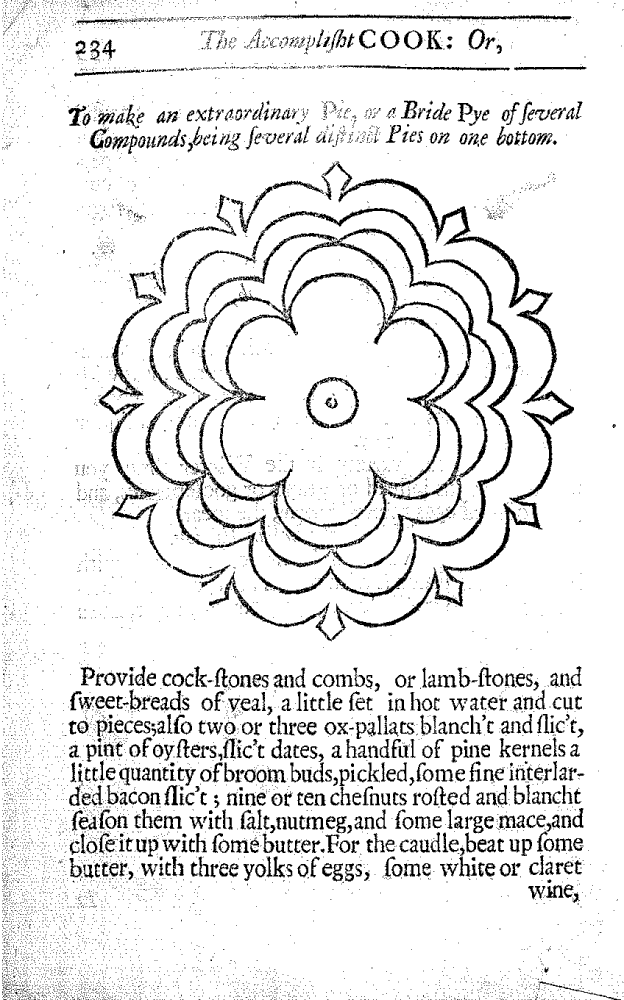 234 The Accomplisht COOK: Or,
To make an extraordinary Pie, or a Bride Pye of ſeveral
Compounds,being ſeveral diſtinct Pies on one bottom.
Provide cock-ſtones and combs, or lamb-ſtones, and
ſweet-breads of veal, a little ſet in hot water and cut
to pieces;alſo two or three ox-pallats blanch't and ſlic't,
a pint of oyſters,ſlic't dates, a handful of pine kernels a
little quantity of broom buds,pickled,ſome fine interlar-
ded bacon ſlic't ; nine or ten cheſnuts roſted and blancht
ſeaſon them with ſalt,nutmeg,and ſome large mace,and
cloſe it up with ſome butter.For the caudle,beat up ſome
butter, with three yolks of eggs, ſome white or claret
wine,